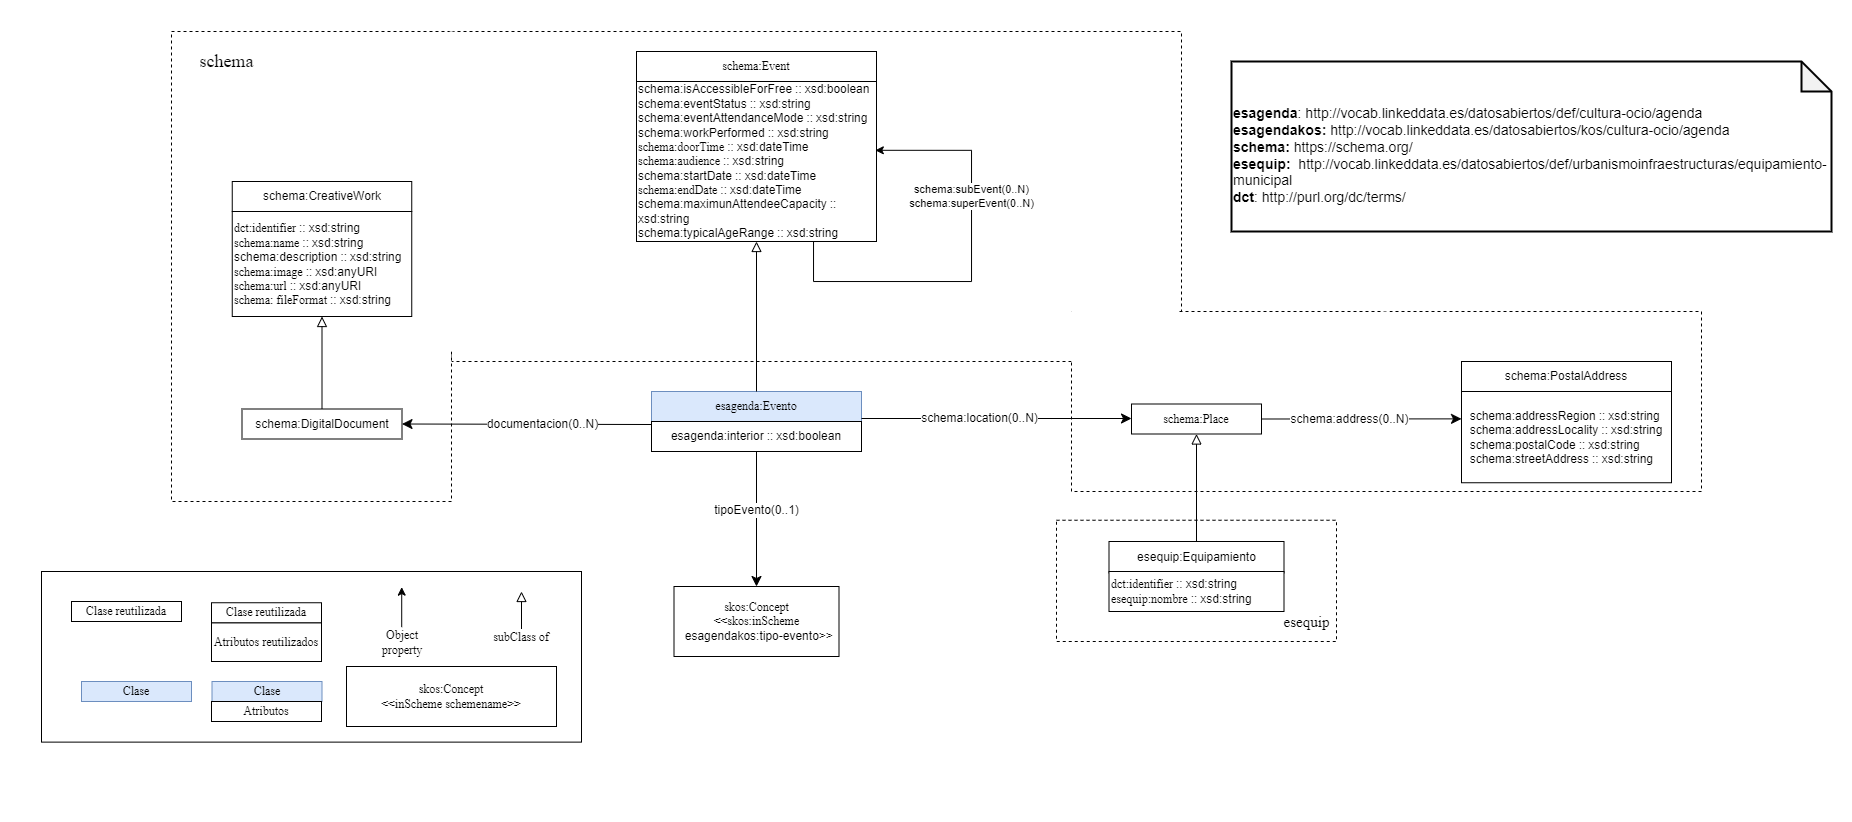 schema
schema:Event
schema:isAccessibleForFree :: xsd:boolean
schema:eventStatus :: xsd:string
schema:eventAttendanceMode :: xsd:string
schema:workPerformed :: xsd:string
schema:doorTime :: xsd:dateTime
schema:audience :: xsd:string
schema:startDate :: xsd:dateTime
schema:endDate :: xsd:dateTime
schema:maximunAttendeeCapacity ::
xsd:string
schema:typicalAgeRange :: xsd:string
schema:subEvent(0..N)
schema:superEvent(0..N)
esagenda: http://vocab.linkeddata.es/datosabiertos/def/cultura-ocio/agenda
esagendakos: http://vocab.linkeddata.es/datosabiertos/kos/cultura-ocio/agenda
schema: https://schema.org/
esequip: http://vocab.linkeddata.es/datosabiertos/def/urbanismoinfraestructuras/equipamiento-
municipal
dct: http://purl.org/dc/terms/
schema:CreativeWork
dct:identifier :: xsd:string
schema:name :: xsd:string
schema:description :: xsd:string
schema:image :: xsd:anyURI
schema:url :: xsd:anyURI
schema: fileFormat :: xsd:string
schema:DigitalDocument
documentacion(0..N)
esagenda:Evento
esagenda:interior :: xsd:boolean
schema:location(0..N)
schema:Place
schema:address(0..N)
schema:PostalAddress
schema:addressRegion :: xsd:string
schema:addressLocality :: xsd:string
schema:postalCode :: xsd:string
schema:streetAddress :: xsd:string
tipoEvento(0..1)
skos:Concept
<<skos:inScheme
esagendakos:tipo-evento>>
esequip:Equipamiento
dct:identifier :: xsd:string
esequip:nombre :: xsd:string
esequip
Clase reutilizada
Clase reutilizada
Atributos reutilizados
Object
property
subClass of
Clase
Clase
Atributos
skos:Concept
<<inScheme schemename>>